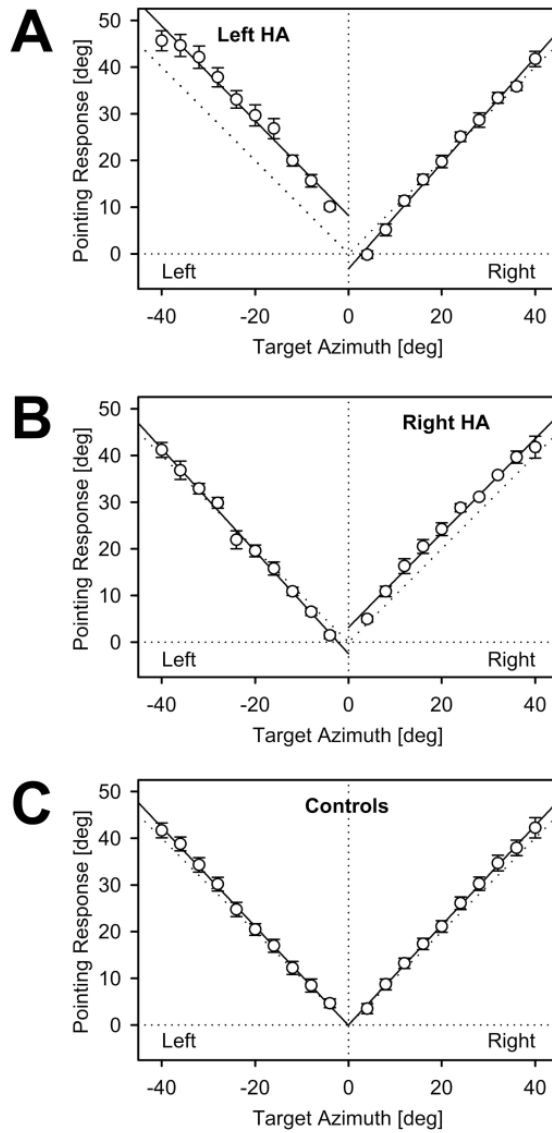 A
Left HA
Pointing Response [deg]
50
40
30
20
10
0
Left
Right
-40
-20
0
20
40
Target Azimuth [deg]
B
Right HA
Pointing Response [deg]
50
40
30
20
10
0
Left
Right
-40
-20
0
20
40
Target Azimuth [deg]
C
Controls
Pointing Response [deg]
50
40
30
20
10
0
Left
Right
-40
-20
0
20
40
Target Azimuth [deg]